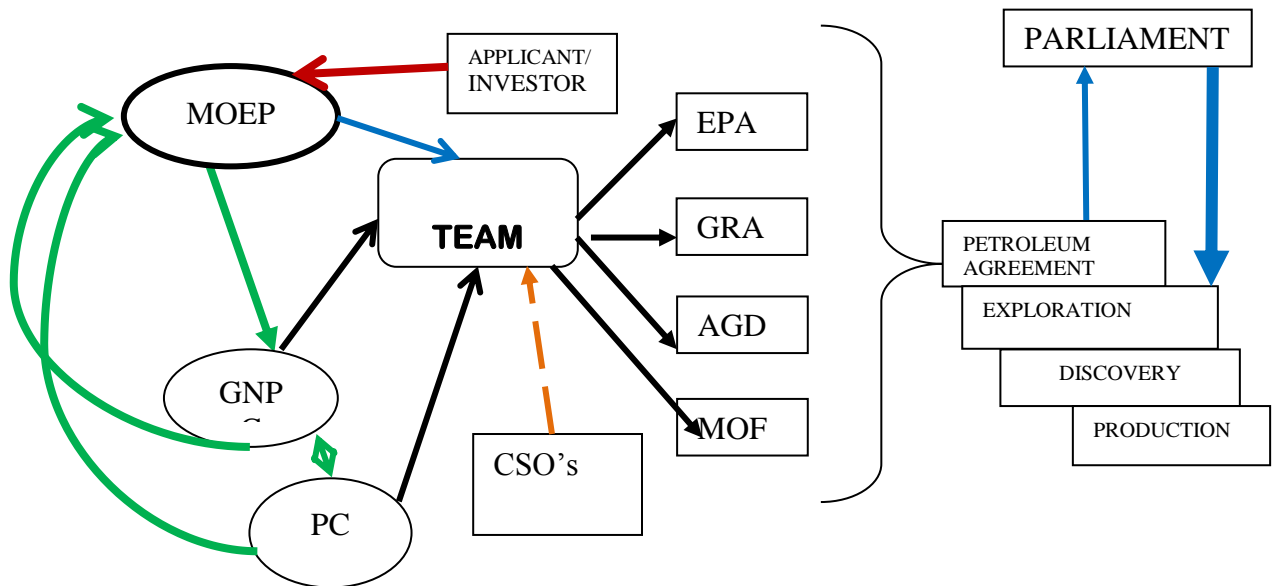 APPLICANT/
INVESTOR
PARLIAMENT
MOEP
EPA
TEAM
GRA
PETROLEUM
AGREEMENT
EXPLORATION
AGD
DISCOVERY
GNP
MOF
PRODUCTION
CSO’s
PC